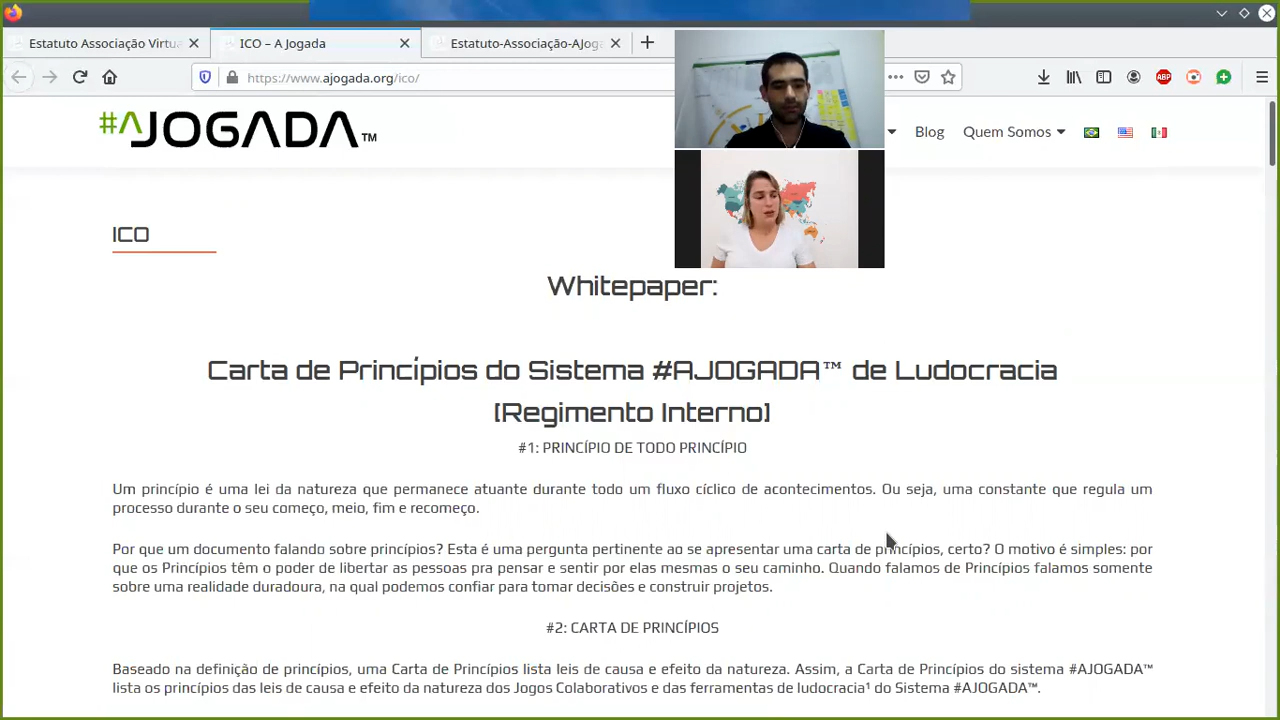 Estatuto Associação Virtua
ICO – A Jogada
Estatuto-Associação-AJoga
https://www.ajogada.org/ico/
ABP
#AJOGADA™
Blog
Quem Somos
ICO
Whitepaper:
Carta de Princípios do Sistema #AJOGADA™ de Ludocracia
[Regimento Interno]
#1: PRINCÍPIO DE TODO PRINCÍPIO
Um princípio é uma lei da natureza que permanece atuante durante todo um fluxo cíclico de acontecimentos. Ou seja, uma constante que regula um
processo durante o seu começo, meio, fim e recomeço.
Por que um documento falando sobre princípios? Esta é uma pergunta pertinente ao se apresentar uma carta de princípios, certo? O motivo é simples: por
que os Princípios têm o poder de libertar as pessoas pra pensar e sentir por elas mesmas o seu caminho. Quando falamos de Princípios falamos somente
sobre uma realidade duradoura, na qual podemos confiar para tomar decisões e construir projetos.
#2: CARTA DE PRINCÍPIOS
Baseado na definição de princípios, uma Carta de Princípios lista leis de causa e efeito da natureza. Assim, a Carta de Princípios do sistema #AJOGADA™
lista os princípios das leis de causa e efeito da natureza dos Jogos Colaborativos e das ferramentas de ludocracia¹ do Sistema #AJOGADA™.